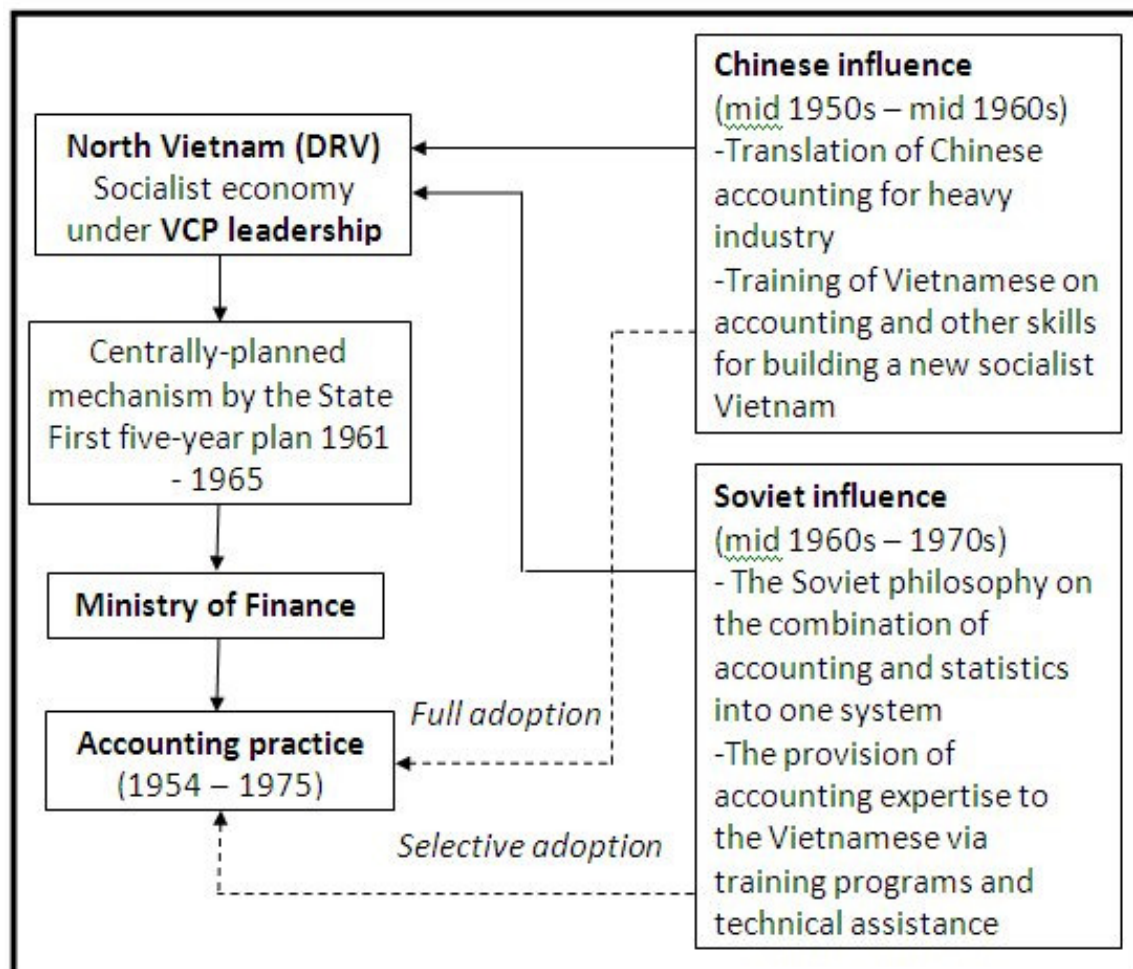 North Vietnam (DRV)
Socialist economy
under VCP leadership
Centrally-planned
mechanism by the State
First five-year plan 1961
- 1965
Ministry of Finance
Accounting practice
(1954 – 1975)
Full adoption
Selective adoption
Chinese influence
(mid 1950s – mid 1960s)
-Translation of Chinese
accounting for heavy
industry
-Training of Vietnamese on
accounting and other skills
for building a new socialist
Vietnam
Soviet influence
(mid 1960s – 1970s)
- The Soviet philosophy on
the combination of
accounting and statistics
into one system
-The provision of
accounting expertise to
the Vietnamese via
training programs and
technical assistance